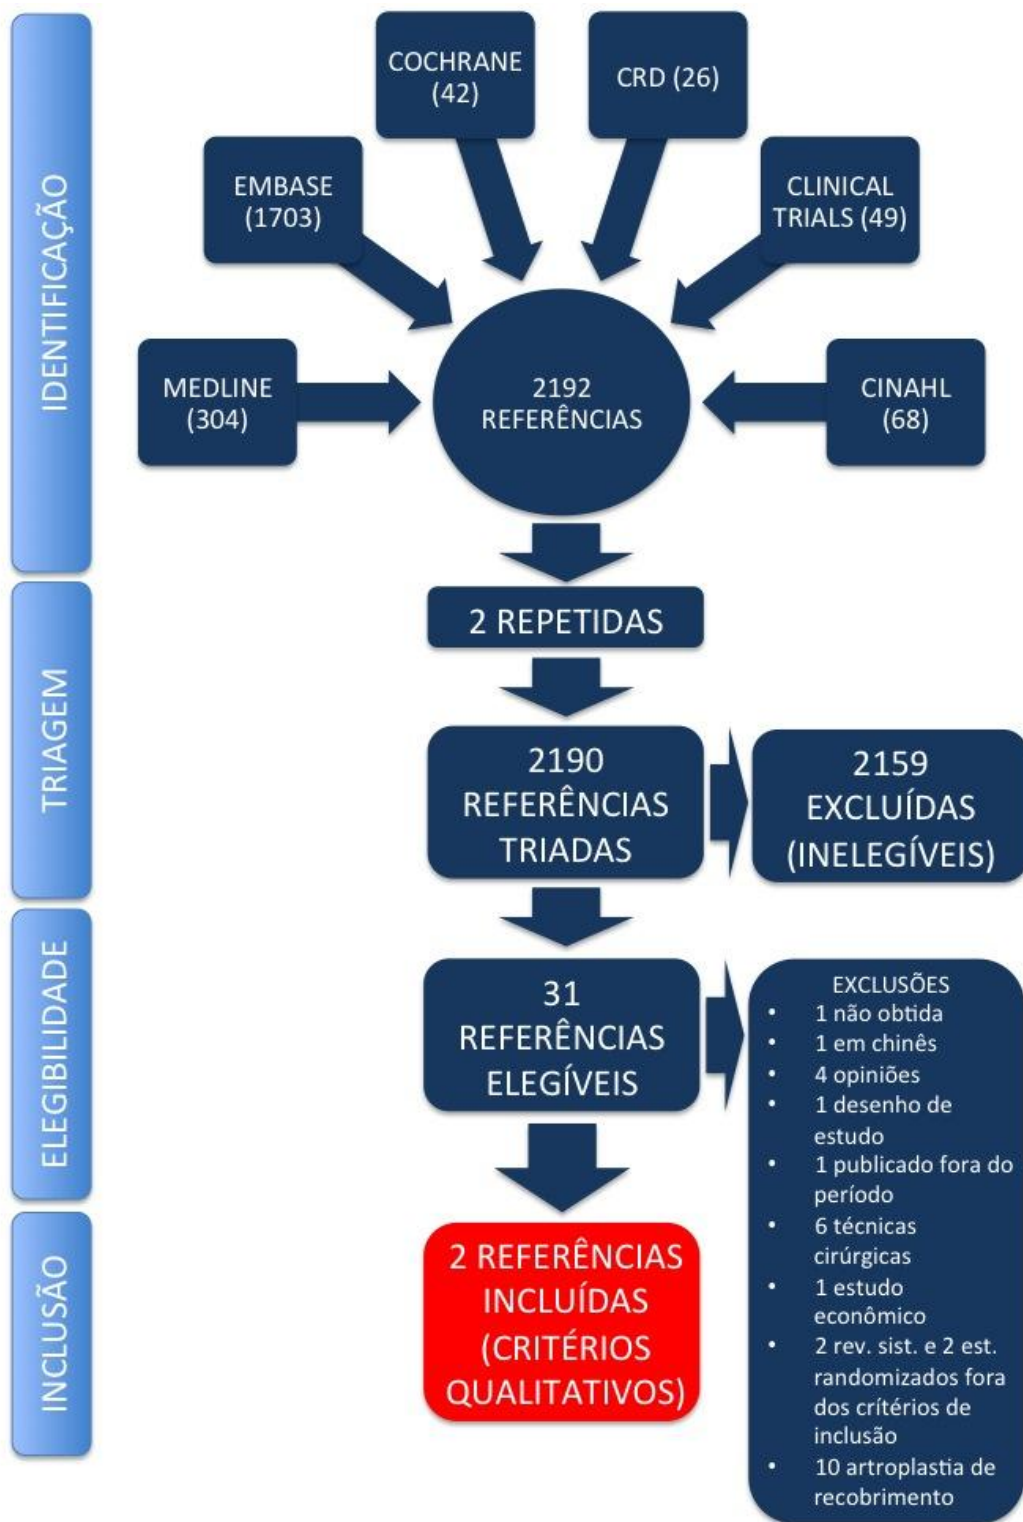 IDENTIFICAÇÃO
COCHRANE
(42)
CRD (26)
EMBASE
(1703)
CLINICAL
TRIALS (49)
MEDLINE
(304)
2192
REFERÊNCIAS
CINAHL
(68)
TRIAGEM
2 REPETIDAS
2190
REFERÊNCIAS
TRIADAS
2159
EXCLUÍDAS
(INELEGÍVEIS)
ELEGIBILIDADE
31
REFERÊNCIAS
ELEGÍVEIS
EXCLUSÕES
• 1 não obtida
• 1 em chinês
• 4 opiniões
• 1 desenho de
estudo
• 1 publicado fora do
período
• 6 técnicas
cirúrgicas
• 1 estudo
econômico
• 2 rev. sist. e 2 est.
randomizados fora
dos crítérios de
inclusão
• 10 artroplastia de
recobrimento
INCLUSÃO
2 REFERÊNCIAS
INCLUÍDAS
(CRITÉRIOS
QUALITATIVOS)